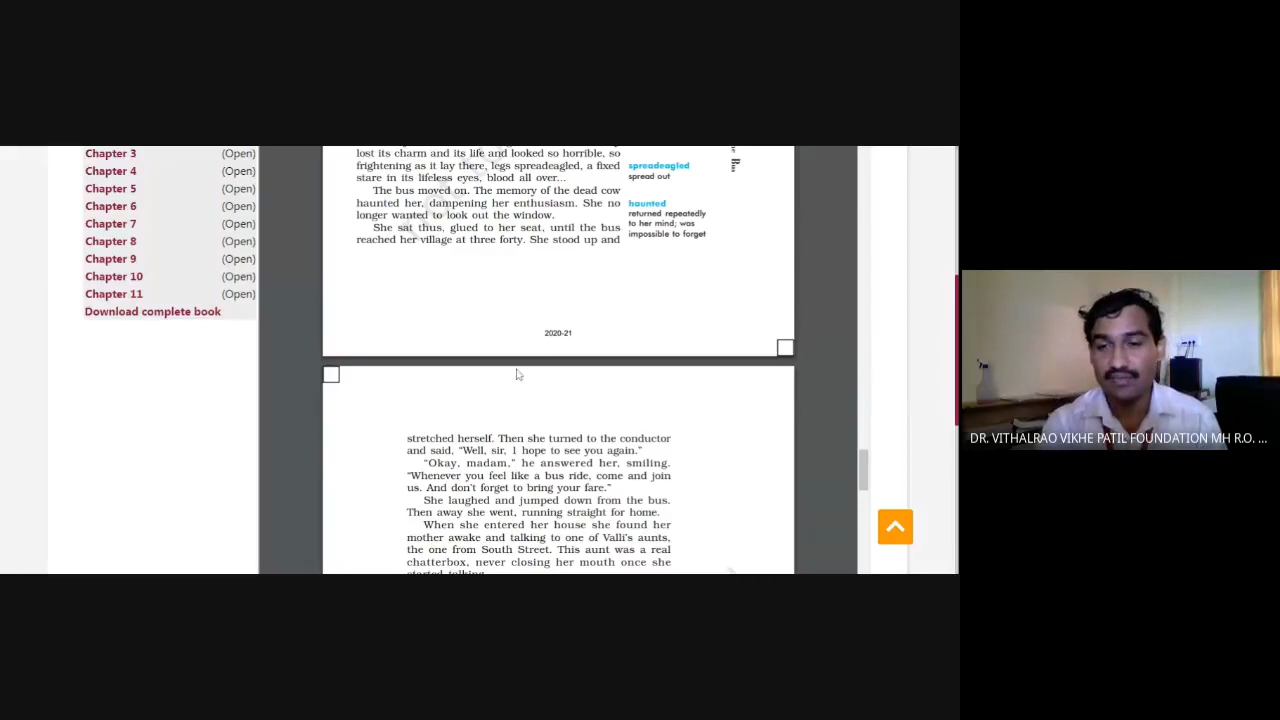 Chapter 3 (Open)
Chapter 4 (Open)
Chapter 5 (Open)
Chapter 6 (Open)
Chapter 7 (Open)
Chapter 8 (Open)
Chapter 9 (Open)
Chapter 10 (Open)
Chapter 11 (Open)
Download complete book
lost its charm and its life and looked so horrible, so
frightening as it lay there, legs spreadeagled, a fixed
stare in its lifeless eyes, blood all over...
The bus moved on. The memory of the dead cow
haunted her, dampening her enthusiasm. She no
longer wanted to look out the window.
She sat thus, glued to her seat, until the bus
reached her village at three forty. She stood up and
spreadeagled
spread out
haunted
returned repeatedly
to her mind; was
impossible to forget
Bus
2020-21
stretched herself. Then she turned to the conductor
and said, “Well, sir, I hope to see you again.”
“Okay, madam,” he answered her, smiling.
“Whenever you feel like a bus ride, come and join
us. And don’t forget to bring your fare.”
She laughed and jumped down from the bus.
Then away she went, running straight for home.
When she entered her house she found her
mother awake and talking to one of Valli’s aunts,
the one from South Street. This aunt was a real
chatterbox, never closing her mouth once she
started talking.
DR. VITHALRAO VIKHE PATIL FOUNDATION MH R.O. ...